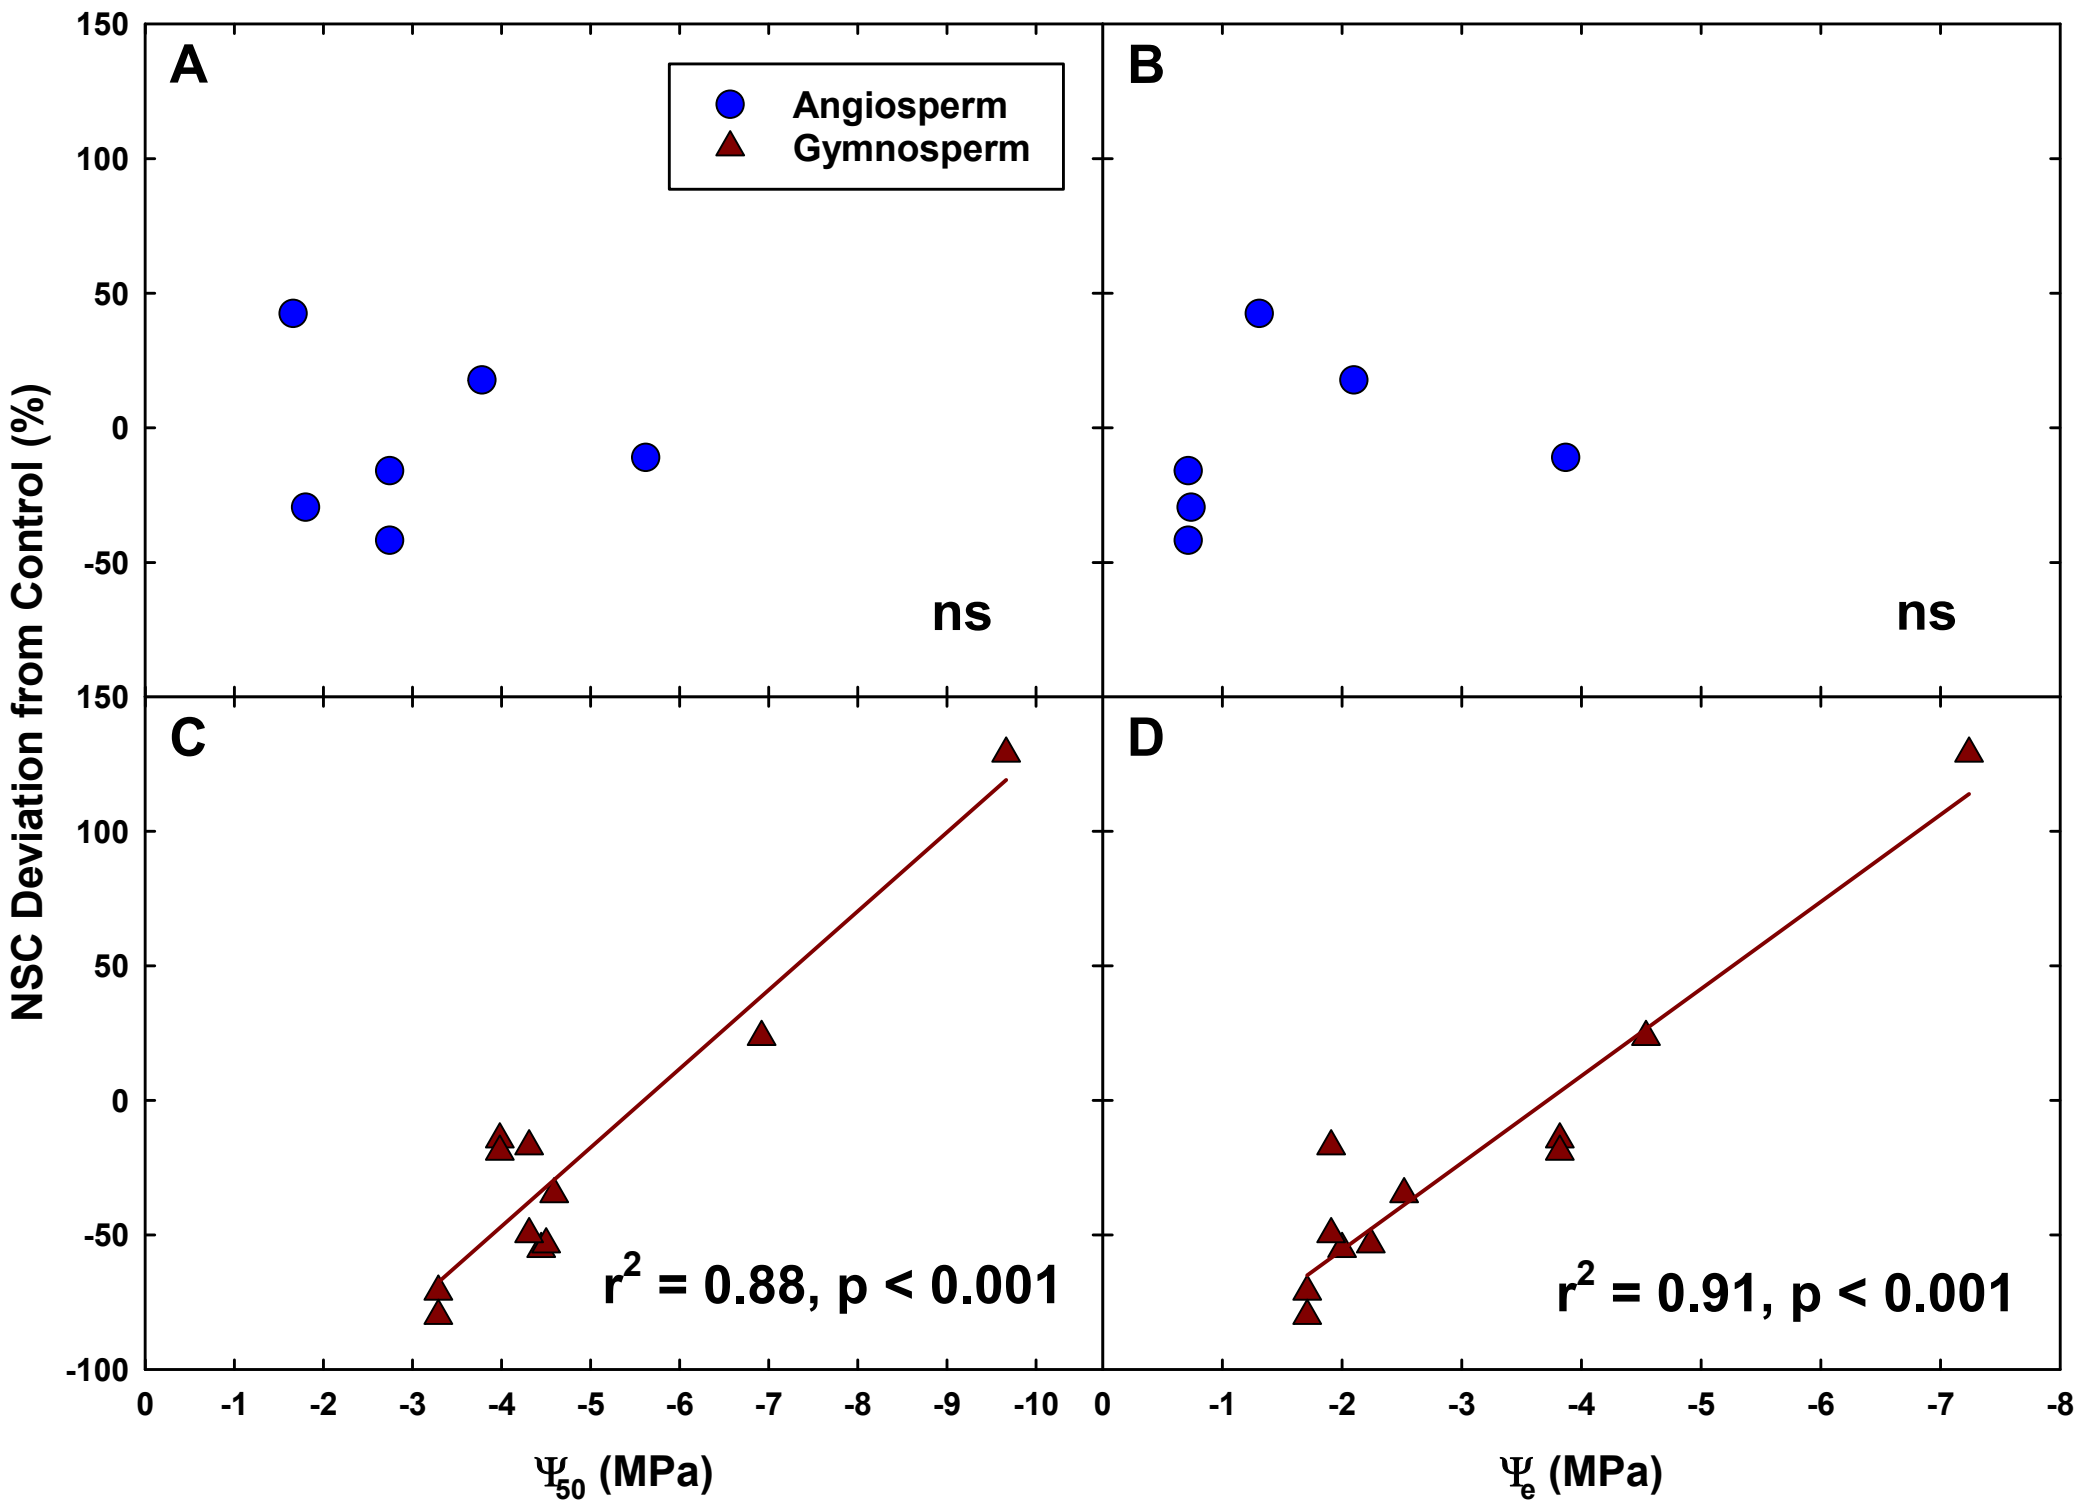 NSC Deviation from Control (%)
A
Angiosperm
Gymnosperm
B
150
100
50
0
-50
ns
ns
C
D
150
100
50
0
-50
-100
r² = 0.88, p < 0.001
r² = 0.91, p < 0.001
0 -1 -2 -3 -4 -5 -6 -7 -8 -9 -10
0 -1 -2 -3 -4 -5 -6 -7 -8
Ψ50 (MPa)
Ψe (MPa)